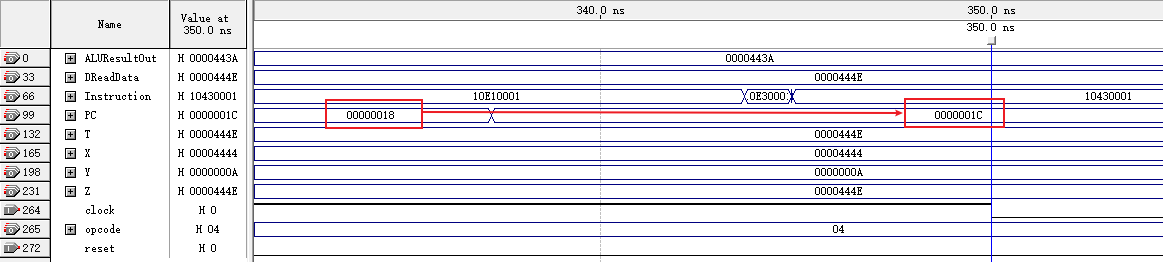 340.0 ns 350.0 ns
Name Value at 350.0 ns 350.0 ns
0 ALUResultOut H 0000443A 0000443A
33 DReadData H 0000444E 0000444E
66 Instruction H 10430001 10E10001 0E3000 10430001
99 PC H 0000001C 00000018 0000001C
132 T H 0000444E 0000444E
165 X H 00004444 00004444
198 Y H 0000000A 0000000A
231 Z H 0000444E 0000444E
264 clock H 0
265 opcode H 04 04
272 reset H 0